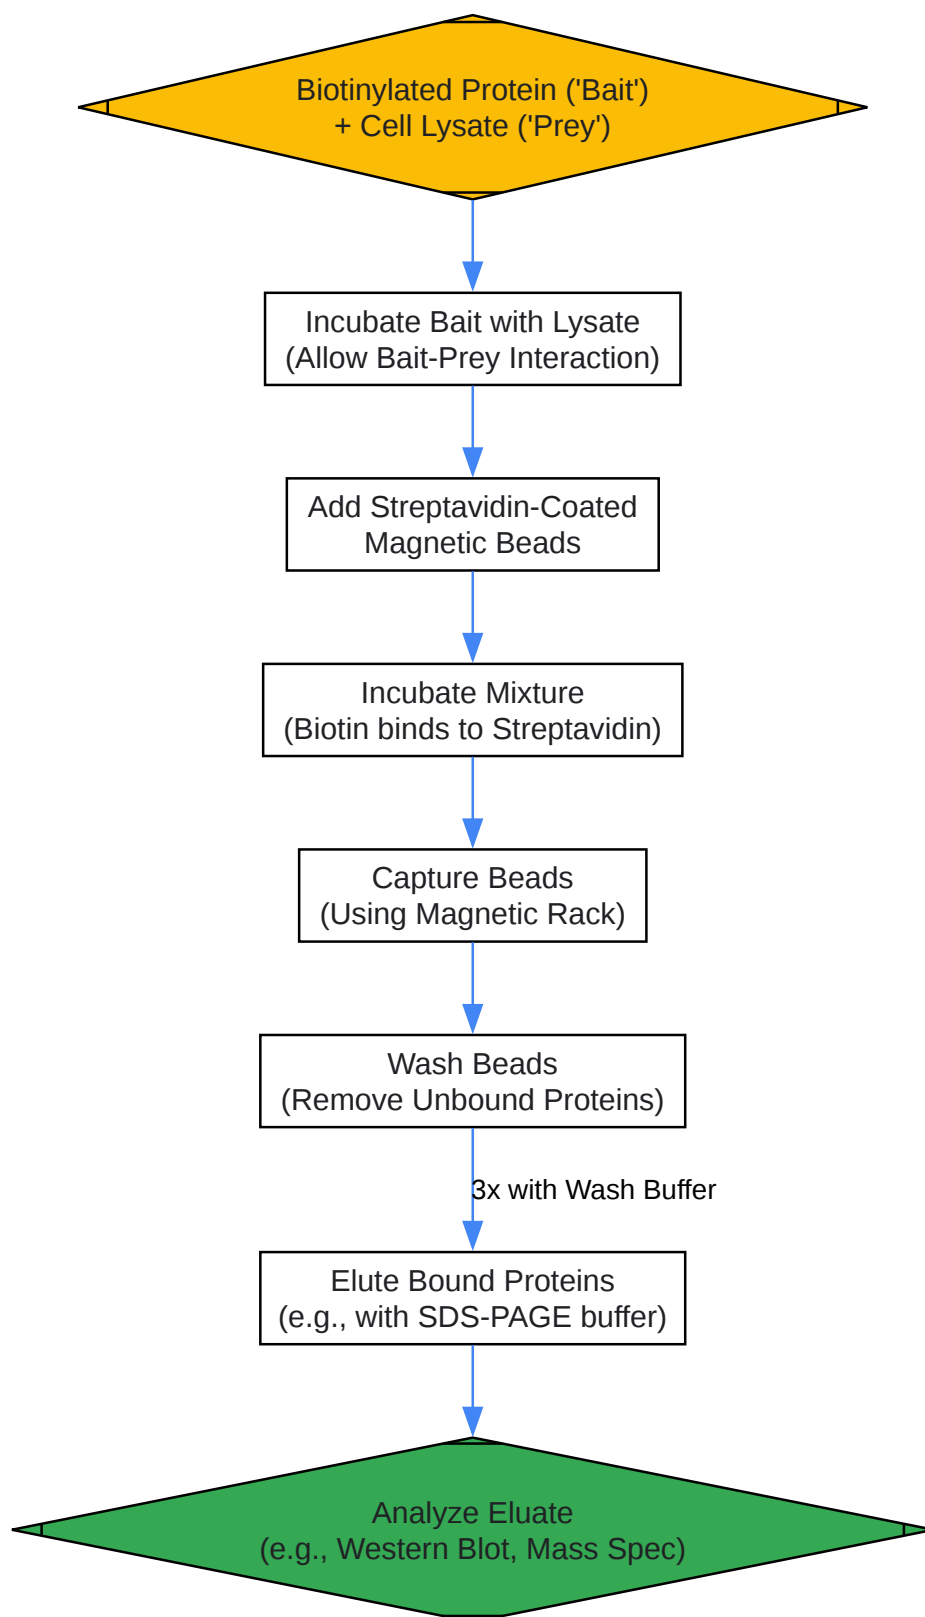 Biotinylated Protein ('Bait')
+ Cell Lysate ('Prey')
Incubate Bait with Lysate
(Allow Bait-Prey Interaction)
Add Streptavidin-Coated
Magnetic Beads
Incubate Mixture
(Biotin binds to Streptavidin)
Capture Beads
(Using Magnetic Rack)
Wash Beads
(Remove Unbound Proteins)
3x with Wash Buffer
Elute Bound Proteins
(e.g., with SDS-PAGE buffer)
Analyze Eluate
(e.g., Western Blot, Mass Spec)